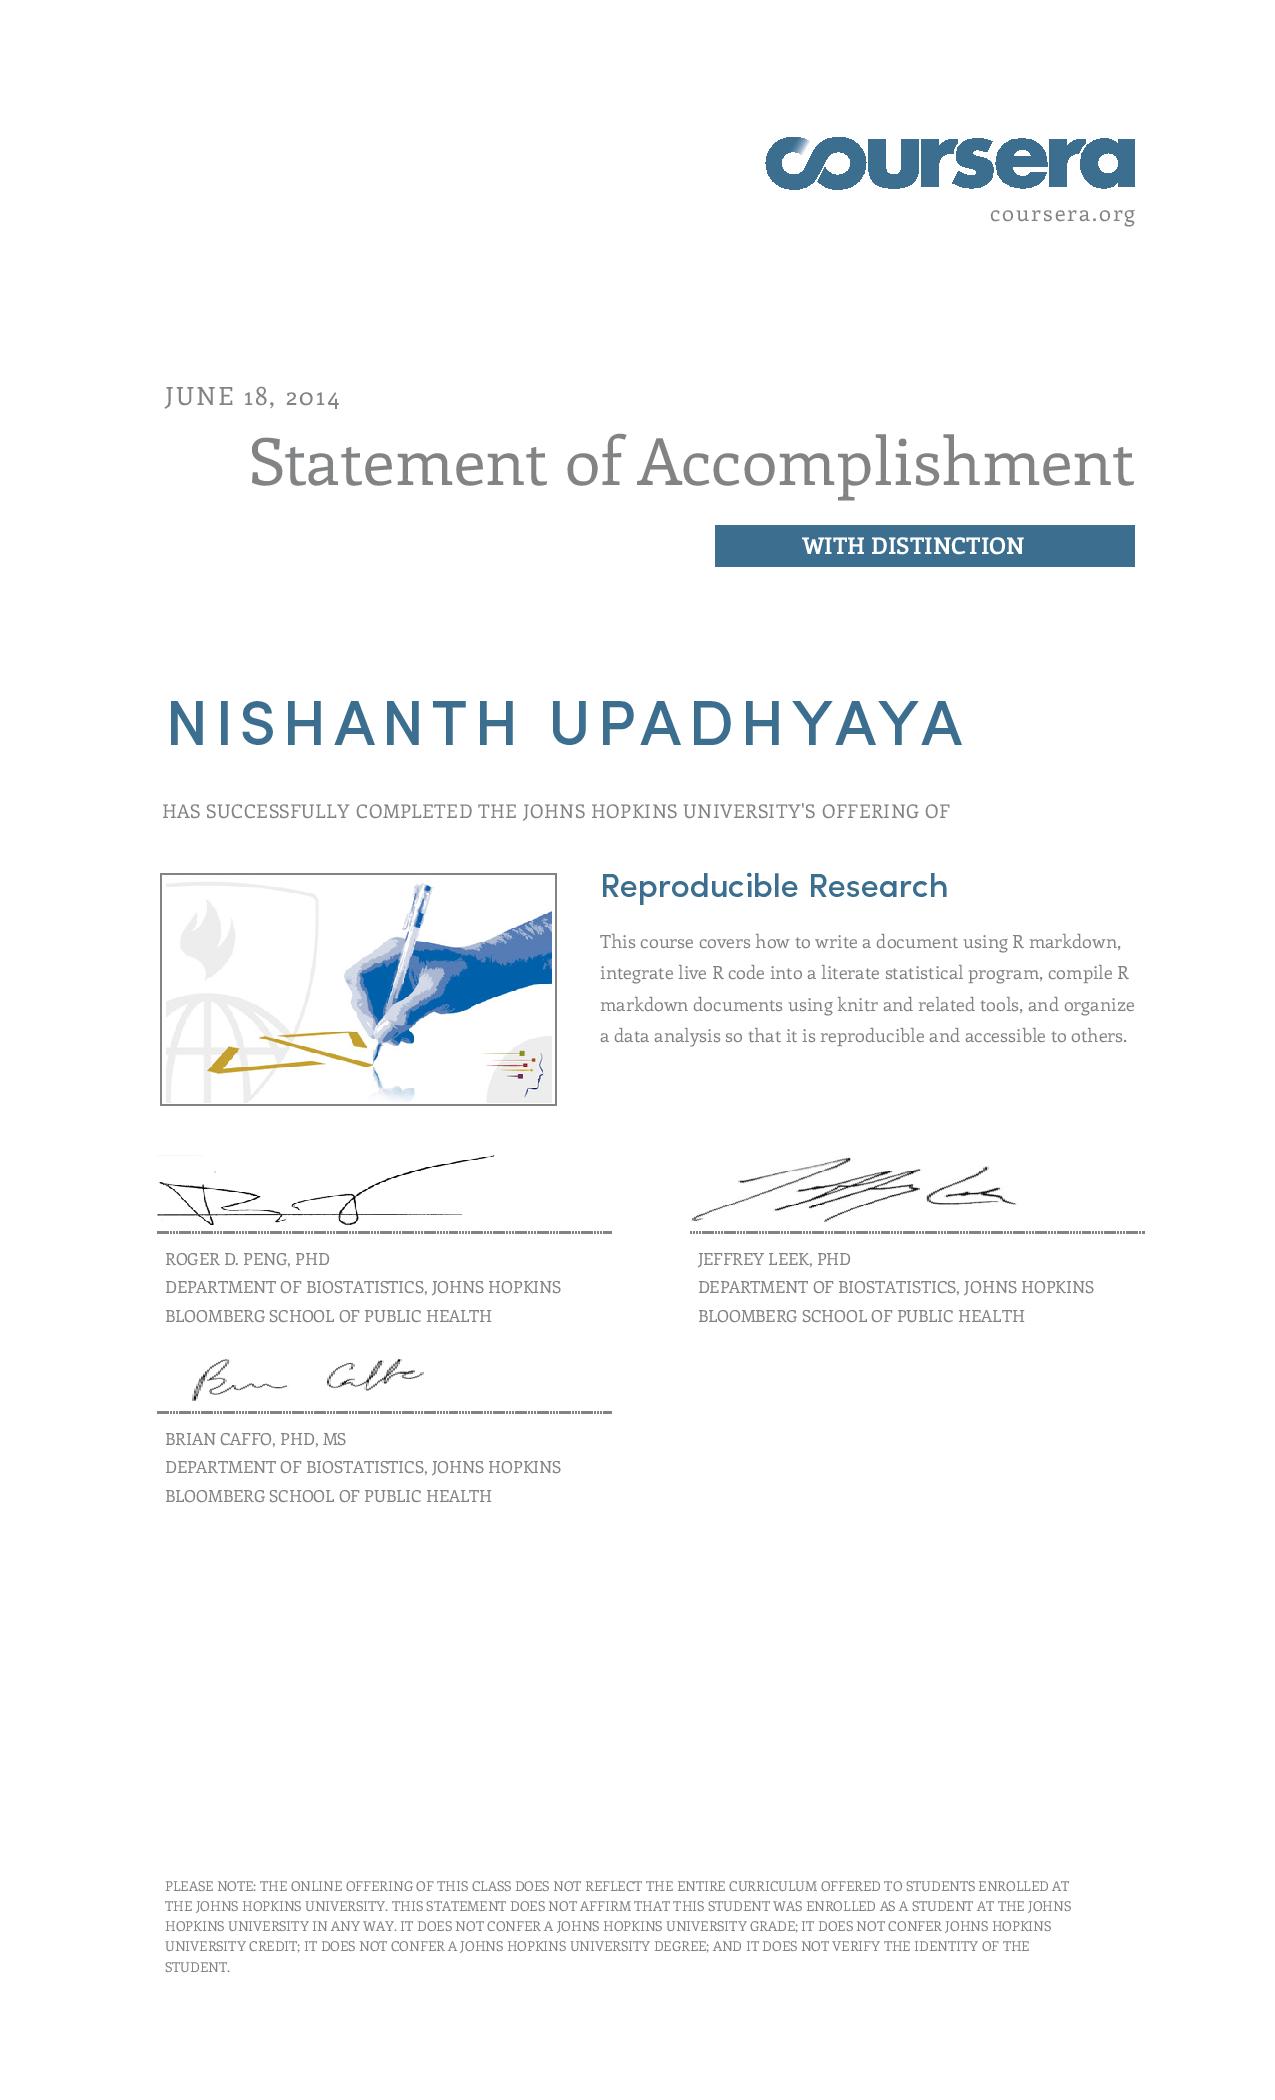 coursera
coursera.org
JUNE 18, 2014
Statement of Accomplishment
WITH DISTINCTION
NISHANTH UPADHYAYA
HAS SUCCESSFULLY COMPLETED THE JOHNS HOPKINS UNIVERSITY'S OFFERING OF
Reproducible Research
This course covers how to write a document using R markdown,
integrate live R code into a literate statistical program, compile R
markdown documents using knitr and related tools, and organize
a data analysis so that it is reproducible and accessible to others.
ROGER D. PENG, PHD
DEPARTMENT OF BIOSTATISTICS, JOHNS HOPKINS
BLOOMBERG SCHOOL OF PUBLIC HEALTH
JEFFREY LEEK, PHD
DEPARTMENT OF BIOSTATISTICS, JOHNS HOPKINS
BLOOMBERG SCHOOL OF PUBLIC HEALTH
BRIAN CAFFO, PHD, MS
DEPARTMENT OF BIOSTATISTICS, JOHNS HOPKINS
BLOOMBERG SCHOOL OF PUBLIC HEALTH
PLEASE NOTE: THE ONLINE OFFERING OF THIS CLASS DOES NOT REFLECT THE ENTIRE CURRICULUM OFFERED TO STUDENTS ENROLLED AT
THE JOHNS HOPKINS UNIVERSITY. THIS STATEMENT DOES NOT AFFIRM THAT THIS STUDENT WAS ENROLLED AS A STUDENT AT THE JOHNS
HOPKINS UNIVERSITY IN ANY WAY. IT DOES NOT CONFER A JOHNS HOPKINS UNIVERSITY GRADE; IT DOES NOT CONFER JOHNS HOPKINS
UNIVERSITY CREDIT; IT DOES NOT CONFER A JOHNS HOPKINS UNIVERSITY DEGREE; AND IT DOES NOT VERIFY THE IDENTITY OF THE
STUDENT.